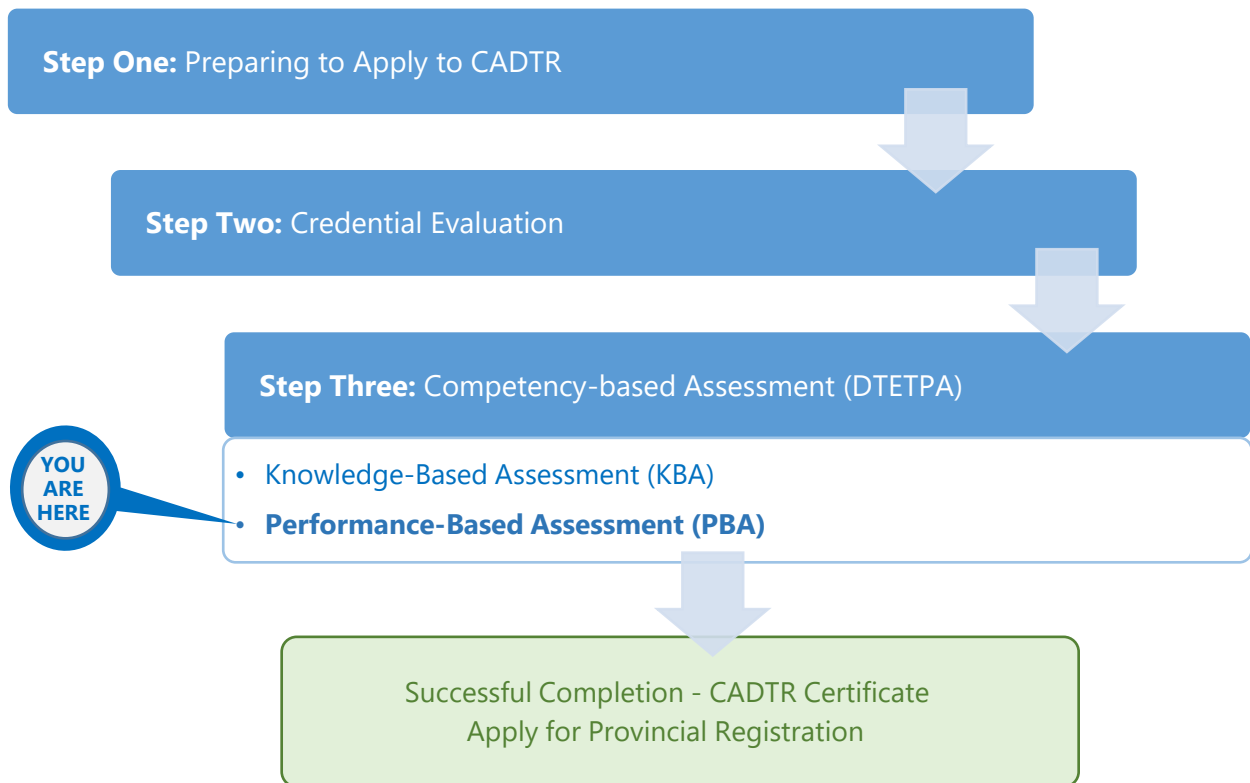 Step One: Preparing to Apply to CADTR
Step Two: Credential Evaluation
Step Three: Competency-based Assessment (DTETPA)
YOU
ARE
HERE
• Knowledge-Based Assessment (KBA)
• Performance-Based Assessment (PBA)
Successful Completion - CADTR Certificate
Apply for Provincial Registration